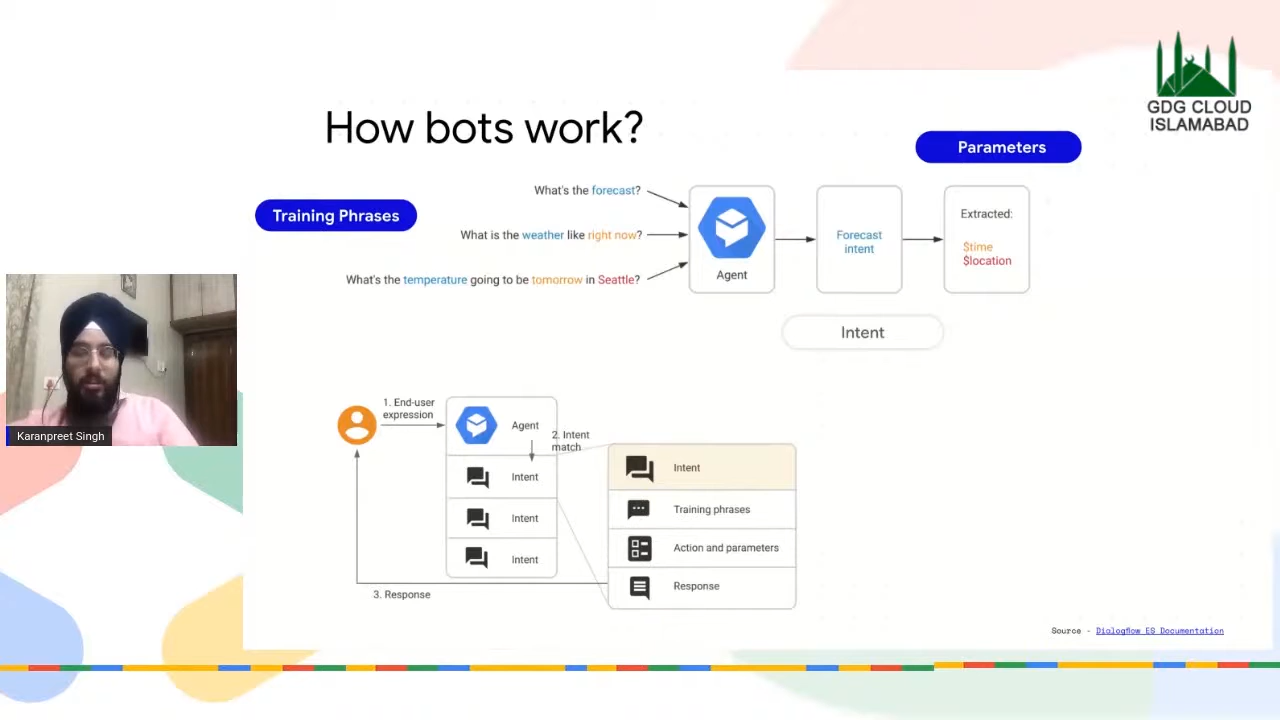 GDG CLOUD
ISLAMABAD
How bots work?
Parameters
Training Phrases
What's the forecast?
What is the weather like right now?
What's the temperature going to be tomorrow in Seattle?
Agent
Forecast
intent
Extracted:
$time
$location
Intent
Karanpreet Singh
1. End-user
expression
Agent
2. Intent
match
Intent
Intent
Intent
Intent
Training phrases
Action and parameters
Response
3. Response
Source - Dialogflow ES Documentation